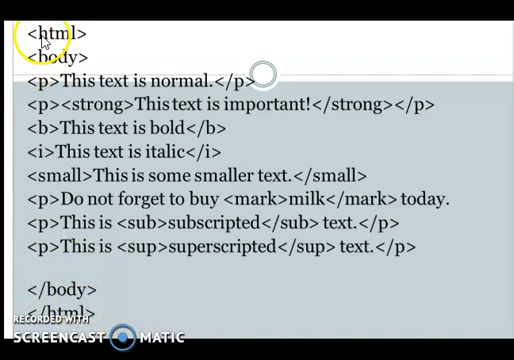 <html>
<body>
<p>This text is normal.</p>
<p><strong>This text is important!</strong></p>
<b>This text is bold</b>
<i>This text is italic</i>
<small>This is some smaller text.</small>
<p>Do not forget to buy <mark>milk</mark> today.
<p>This is <sub>subscripted</sub> text.</p>
<p>This is <sup>superscripted</sup> text.</p>
</body>
</html>
RECORDED WITH
SCREENCAST MATIC